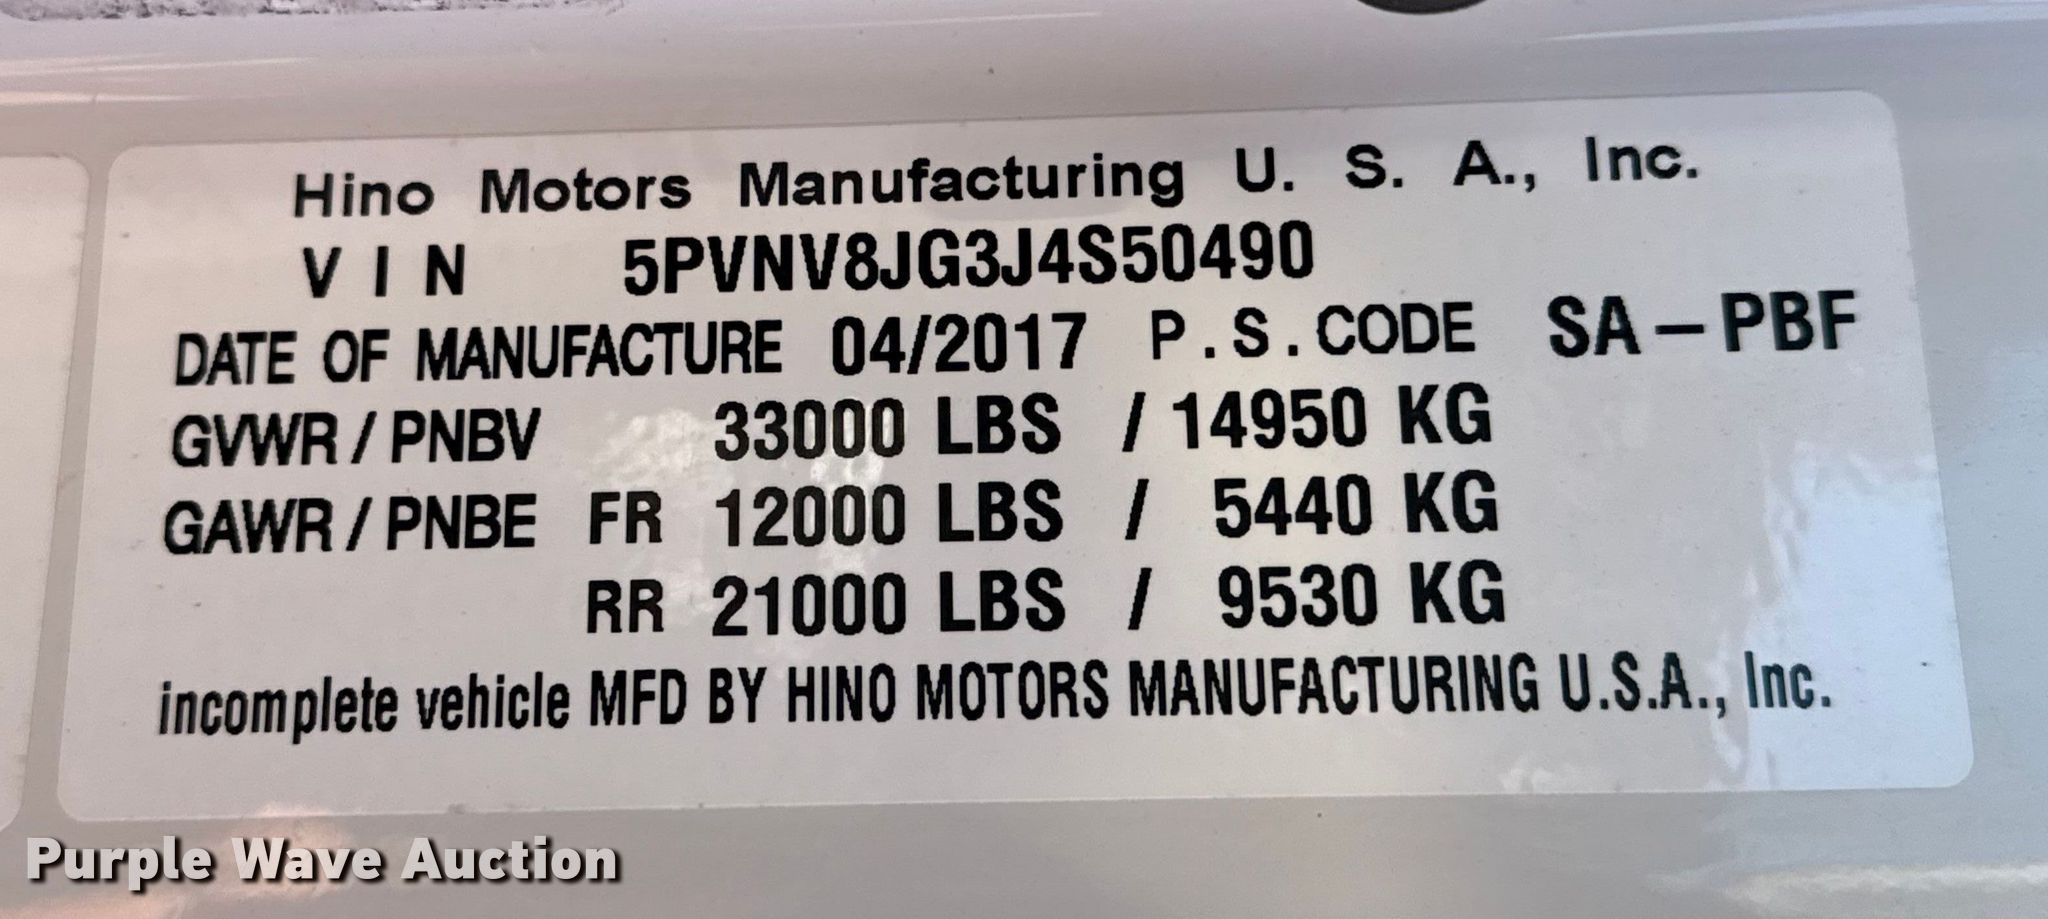 Hino Motors Manufacturing U. S. A., Inc.
VIN 5PVNV8JG3J4S50490
DATE OF MANUFACTURE 04/2017 P.S.CODE SA-PBF
GVWR/PNBV 33000 LBS / 14950 KG
GAWR/PNBE FR 12000 LBS / 5440 KG
RR 21000 LBS / 9530 KG
incomplete vehicle MFD BY HINO MOTORS MANUFACTURING U.S.A., Inc.
Purple Wave Auction